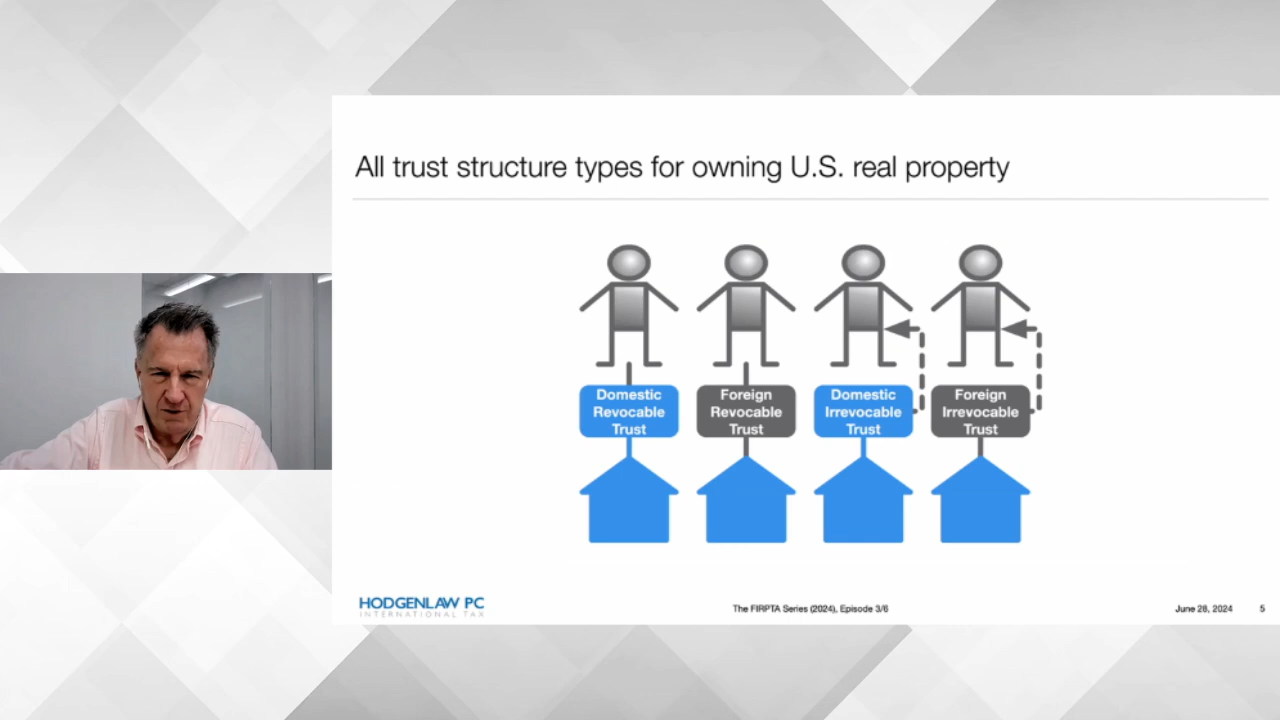 All trust structure types for owning U.S. real property
Domestic
Revocable
Trust
Foreign
Revocable
Trust
Domestic
Irrevocable
Trust
Foreign
Irrevocable
Trust
HODGENLAW PC
INTERNATIONAL TAX
The FIRPTA Series (2024), Episode 3/6
June 28, 2024
5